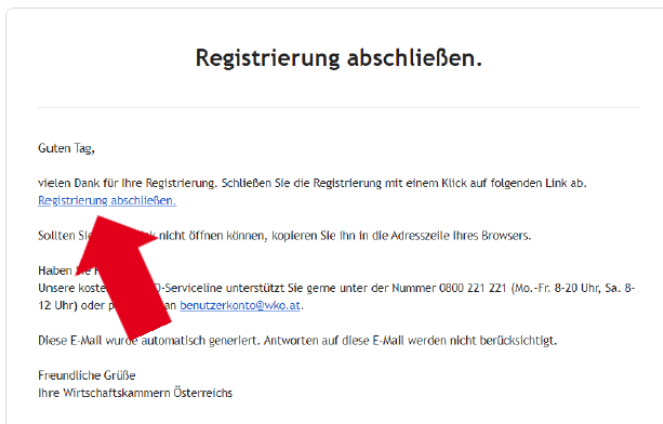 Registrierung abschließen.
Guten Tag,
vielen Dank für Ihre Registrierung. Schließen Sie die Registrierung mit einem Klick auf folgenden Link ab.
Registrierung abschließen.
Sollten Sie nicht öffnen können, kopieren Sie ihn in die Adresszeile Ihres Browsers.
Haben
Unsere -Serviceline unterstützt Sie gerne unter der Nummer 0800 221 221 (Mo.-Fr. 8-20 Uhr, Sa. 8-
12 Uhr) oder an benutzerkonto@wko.at.
Diese E-Mail wurde automatisch generiert. Antworten auf diese E-Mail werden nicht berücksichtigt.
Freundliche Grüße
Ihre Wirtschaftskammern Österreichs